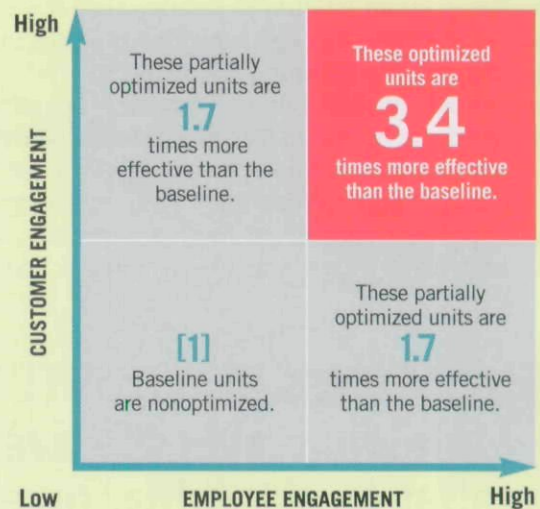 High
CUSTOMER ENGAGEMENT
These partially
optimized units are
1.7
times more
effective than the
baseline.
These optimized
units are
3.4
times more effective
than the baseline.
[1]
Baseline units
are nonoptimized.
These partially
optimized units are
1.7
times more effective
than the baseline.
Low
EMPLOYEE ENGAGEMENT
High